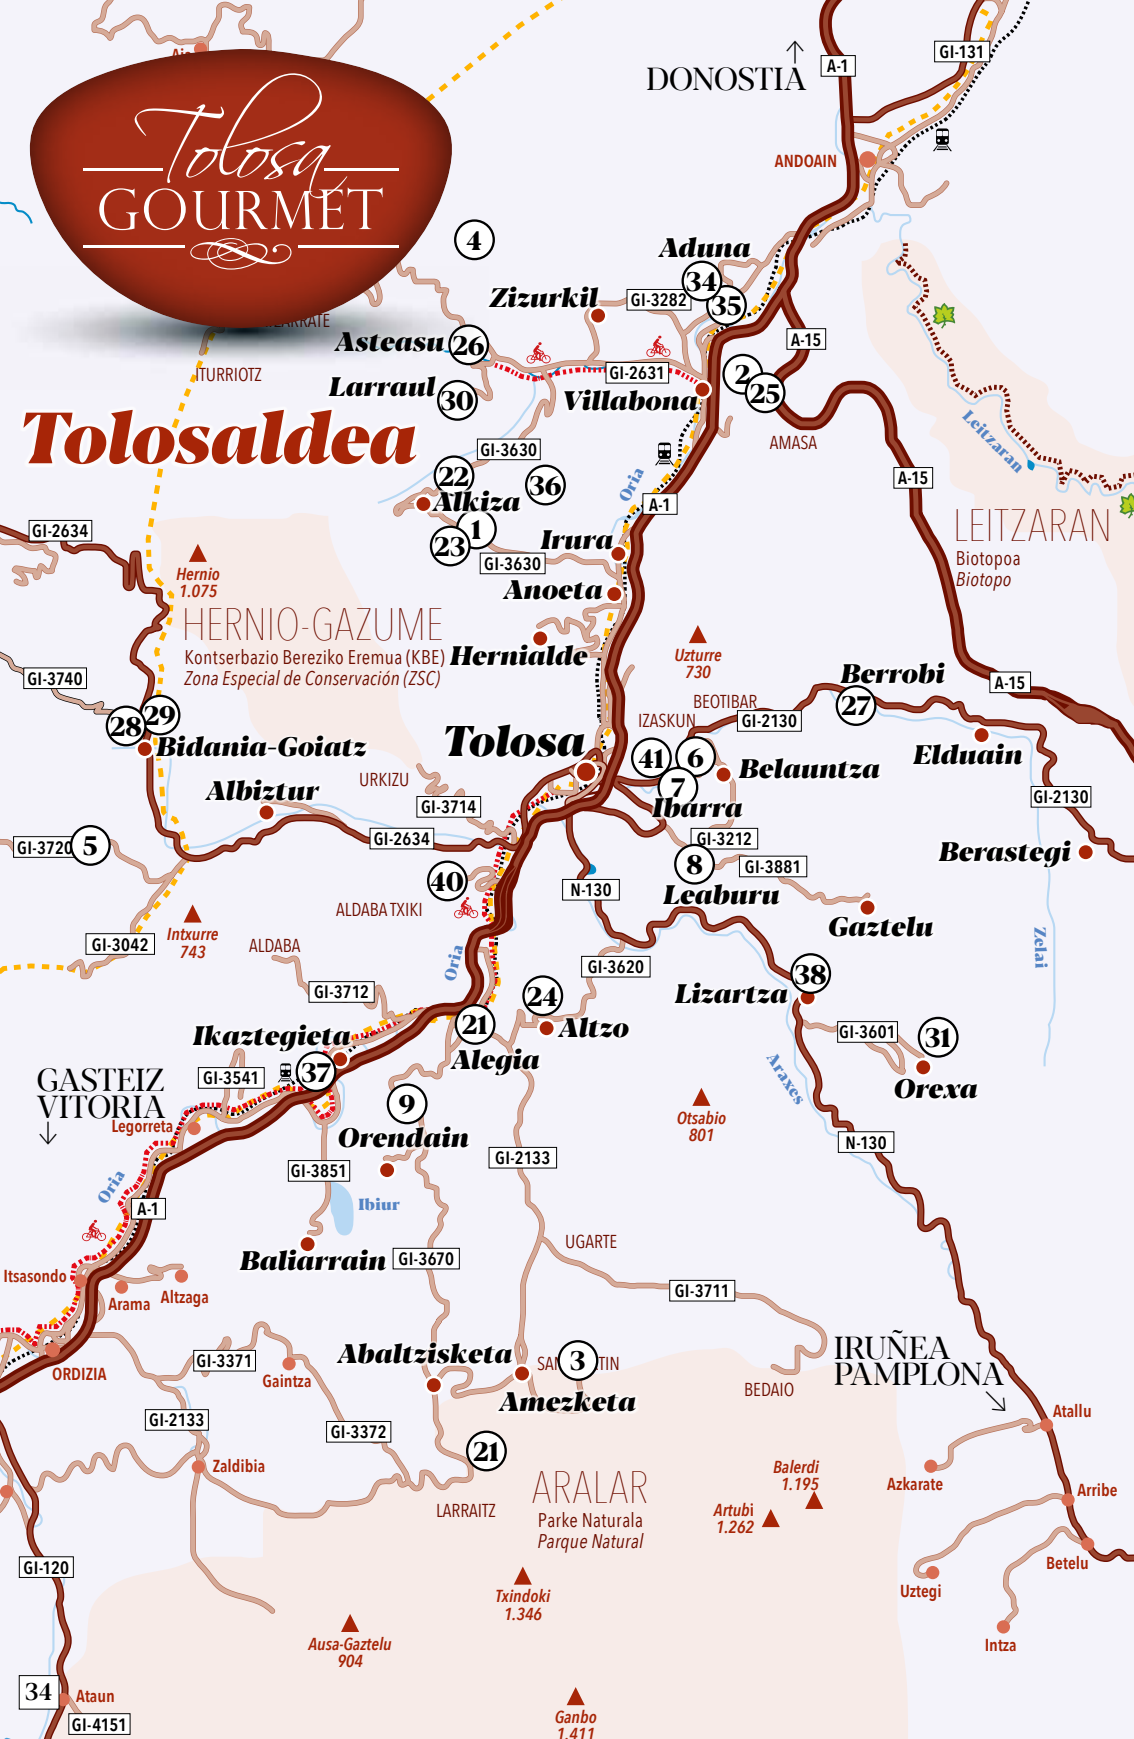 GI-131
DONOSTIA
A-1
ANDOAIN
Tolosa
GOURMET
4
Aduna
34
Zizurkil
GI-3282
35
Asteasu
26
A-15
ITURRIOTZ
GI-2631
2
Larraul
30
Villabona
25
Tolosaldea
AMASA
Leitzaran
GI-3630
22
36
A-15
Alkiza
Oria
A-1
GI-2634
1
LEITZARAN
Irura
23
GI-3630
Biotopoa
Biotopo
Hernio
1.075
Anoeta
HERNIO-GAZUME
Kontserbazio Bereziko Eremua (KBE)
Zona Especial de Conservación (ZSC)
Hernialde
Uzturre
730
GI-3740
Berrobi
A-15
BEOTIBAR
27
28
29
IZASKUN
GI-2130
Bidania-Goiatz
Tolosa
41
6
Elduain
Belauntza
URKIZU
7
Albiztur
GI-3714
Ibarra
GI-2130
GI-2634
GI-3212
GI-3720
5
Berastegi
8
GI-3881
40
N-130
Leaburu
ALDABA TXIKI
Gaztelu
Intxurre
743
GI-3042
ALDABA
Oria
Zelai
GI-3620
38
GI-3712
24
Lizartza
Ikaztegieta
21
Altzo
GI-3601
31
Alegia
37
GASTEIZ
VITORIA
GI-3541
Araxes
Orexa
9
Otsabio
801
Legorreta
Orendain
N-130
GI-2133
GI-3851
Oria
Ibiur
A-1
UGARTE
Baliarrain
GI-3670
Itsasondo
Arama
Altzaga
GI-3711
IRUÑEA
PAMPLONA
Abaltzisketa
3
GI-3371
ORDIZIA
Gaintza
BEDAIO
Amezketa
Atallu
GI-2133
GI-3372
21
Zaldibia
Balerdi
1.195
Azkarate
ARALAR
Arribe
LARRAITZ
Parke Naturala
Parque Natural
Artubi
1.262
GI-120
Betelu
Txindoki
1.346
Uztegi
Ausa-Gaztelu
904
Intza
34
Ataun
GI-4151
Ganbo
1.411